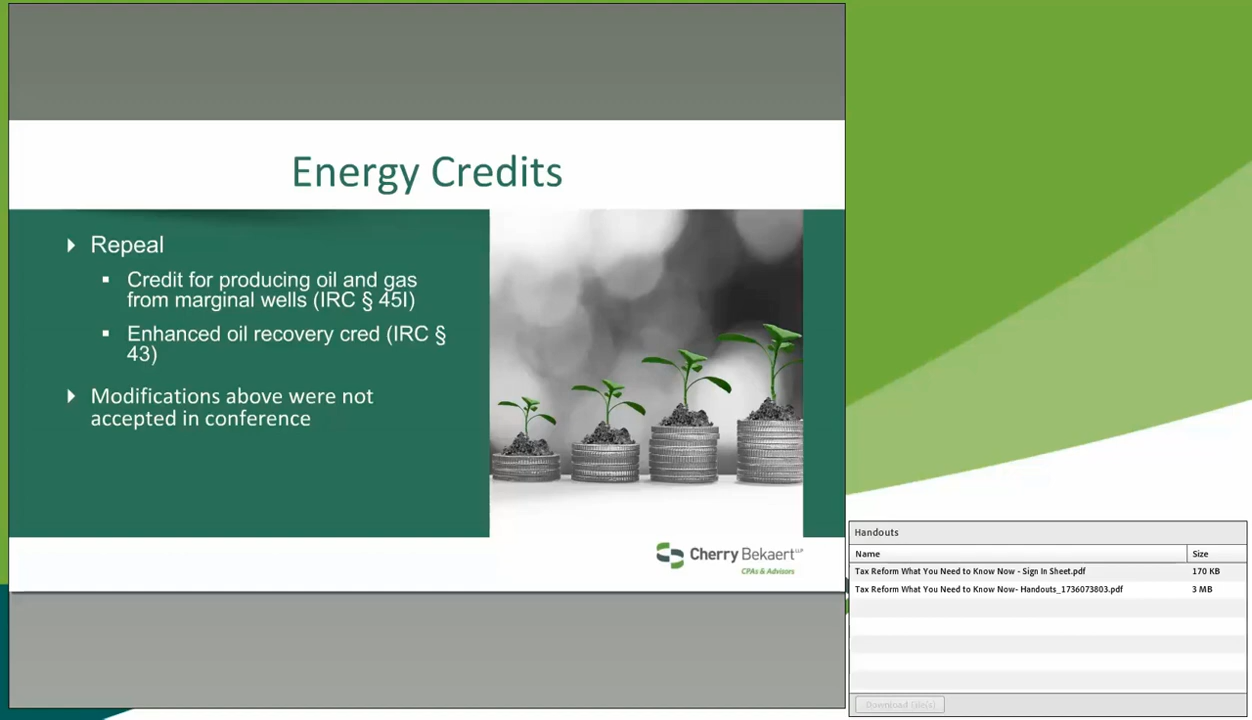 Energy Credits
Repeal
Credit for producing oil and gas
from marginal wells (IRC § 45I)
Enhanced oil recovery cred (IRC §
43)
Modifications above were not
accepted in conference
Cherry Bekaert LLP
CPAs & Advisors
Handouts
Name Size
Tax Reform What You Need to Know Now - Sign In Sheet.pdf 170 KB
Tax Reform What You Need to Know Now- Handouts_1736073803.pdf 3 MB
Download File(s)